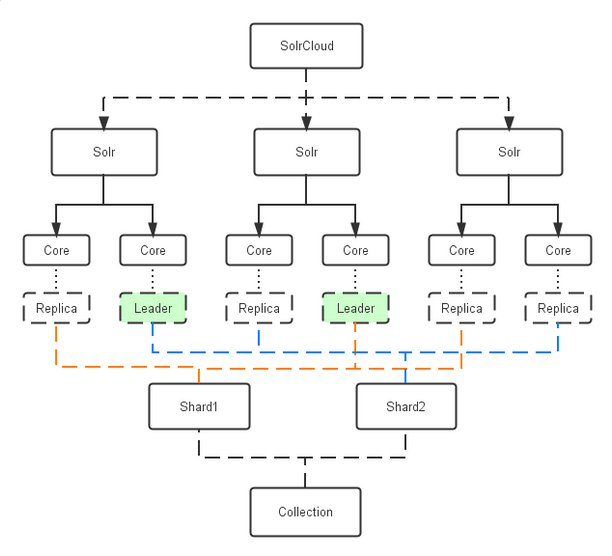 SolrCloud
Solr
Solr
Solr
Core
Core
Core
Core
Core
Core
Replica
Leader
Replica
Leader
Replica
Replica
Shard1
Shard2
Collection